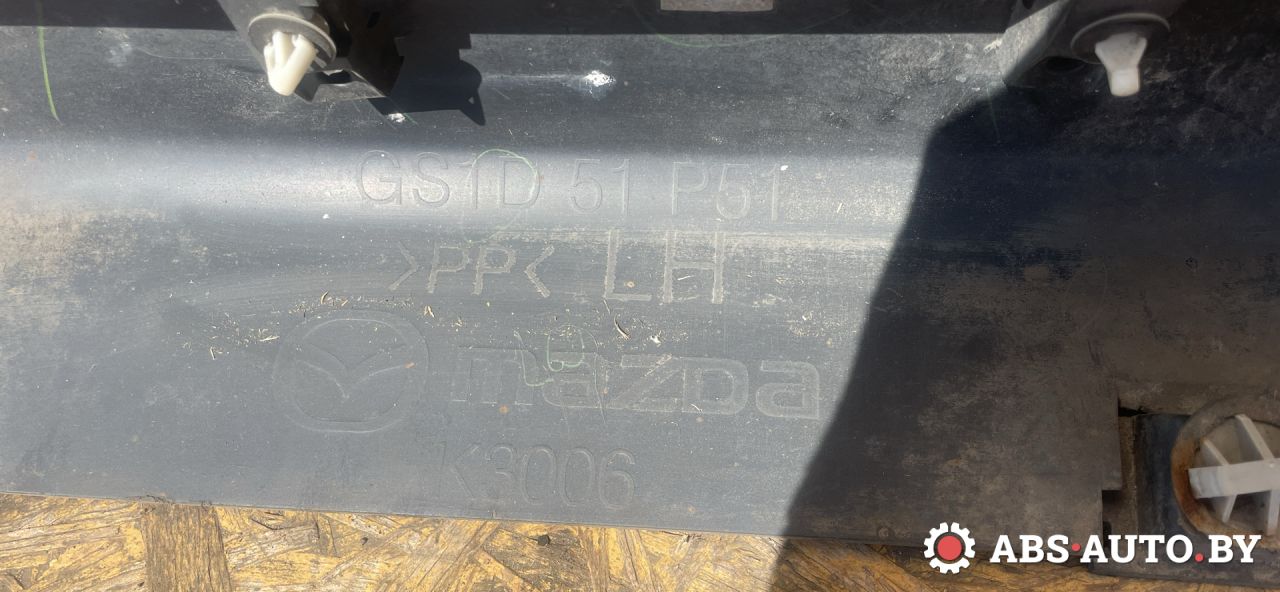 GS1D 51 P51
>PP< LH
mazda
K3006
ABS·AUTO.BY